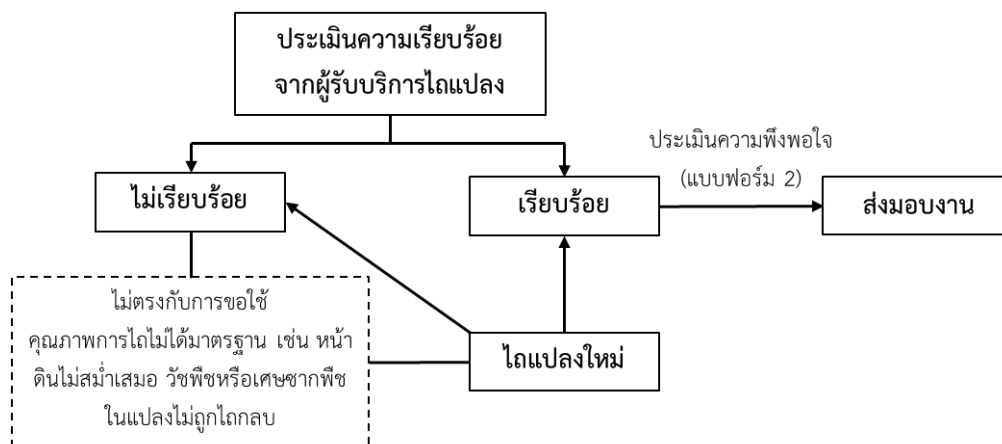 ประเมินความเรียบร้อย
จากผู้รับบริการไถแปลง
ประเมินความพึงพอใจ
(แบบฟอร์ม 2)
ไม่เรียบร้อย
เรียบร้อย
ส่งมอบงาน
ไม่ตรงกับการขอใช้
คุณภาพการไถไม่ได้มาตรฐาน เช่น หน้า
ดินไม่สม่ำเสมอ วัชพืชหรือเศษซากพืช
ในแปลงไม่ถูกไถกลบ
ไถแปลงใหม่